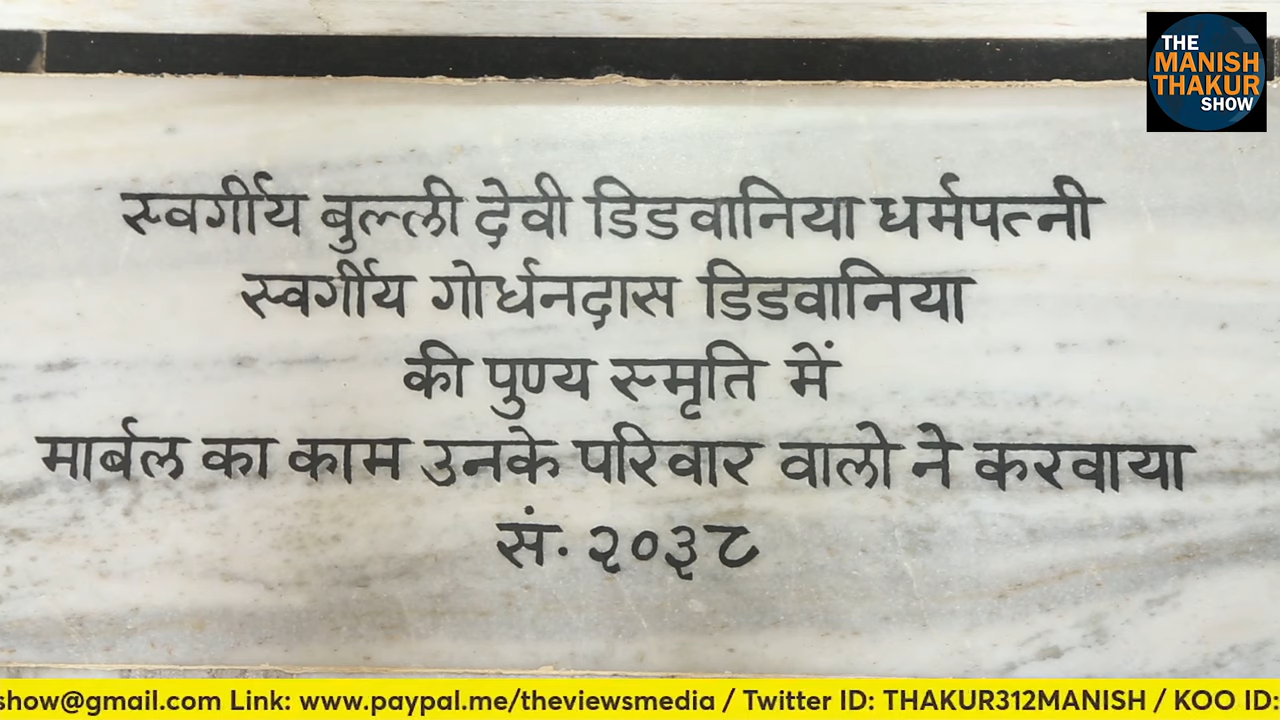 THE
MANISH
THAKUR
SHOW
स्वर्गीय बुल्ली देवी डिडवानिया धर्मपत्नी
स्वर्गीय गोर्धनदास डिडवानिया
की पुण्य स्मृति में
मार्बल का काम उनके परिवार वालो ने करवाया
सं. २०३८
show@gmail.com Link: www.paypal.me/theviewsmedia / Twitter ID: THAKUR312MANISH / KOO ID: